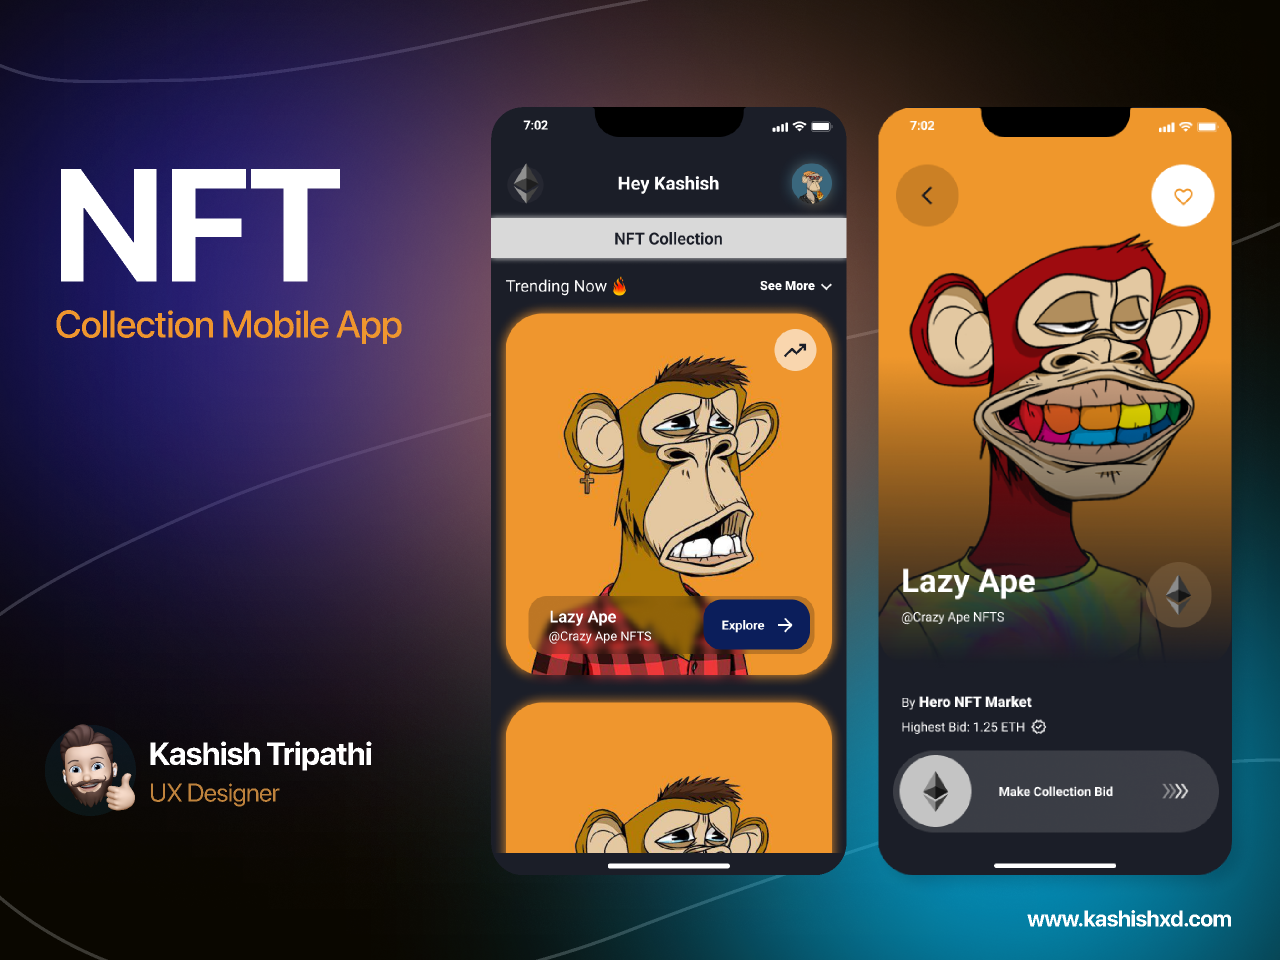 NFT
Collection Mobile App
Kashish Tripathi
UX Designer
7:02
Hey Kashish
NFT Collection
Trending Now 🔥
See More
Lazy Ape
@Crazy Ape NFTS
Explore
7:02
Lazy Ape
@Crazy Ape NFTS
By Hero NFT Market
Highest Bid: 1.25 ETH
Make Collection Bid
www.kashishxd.com